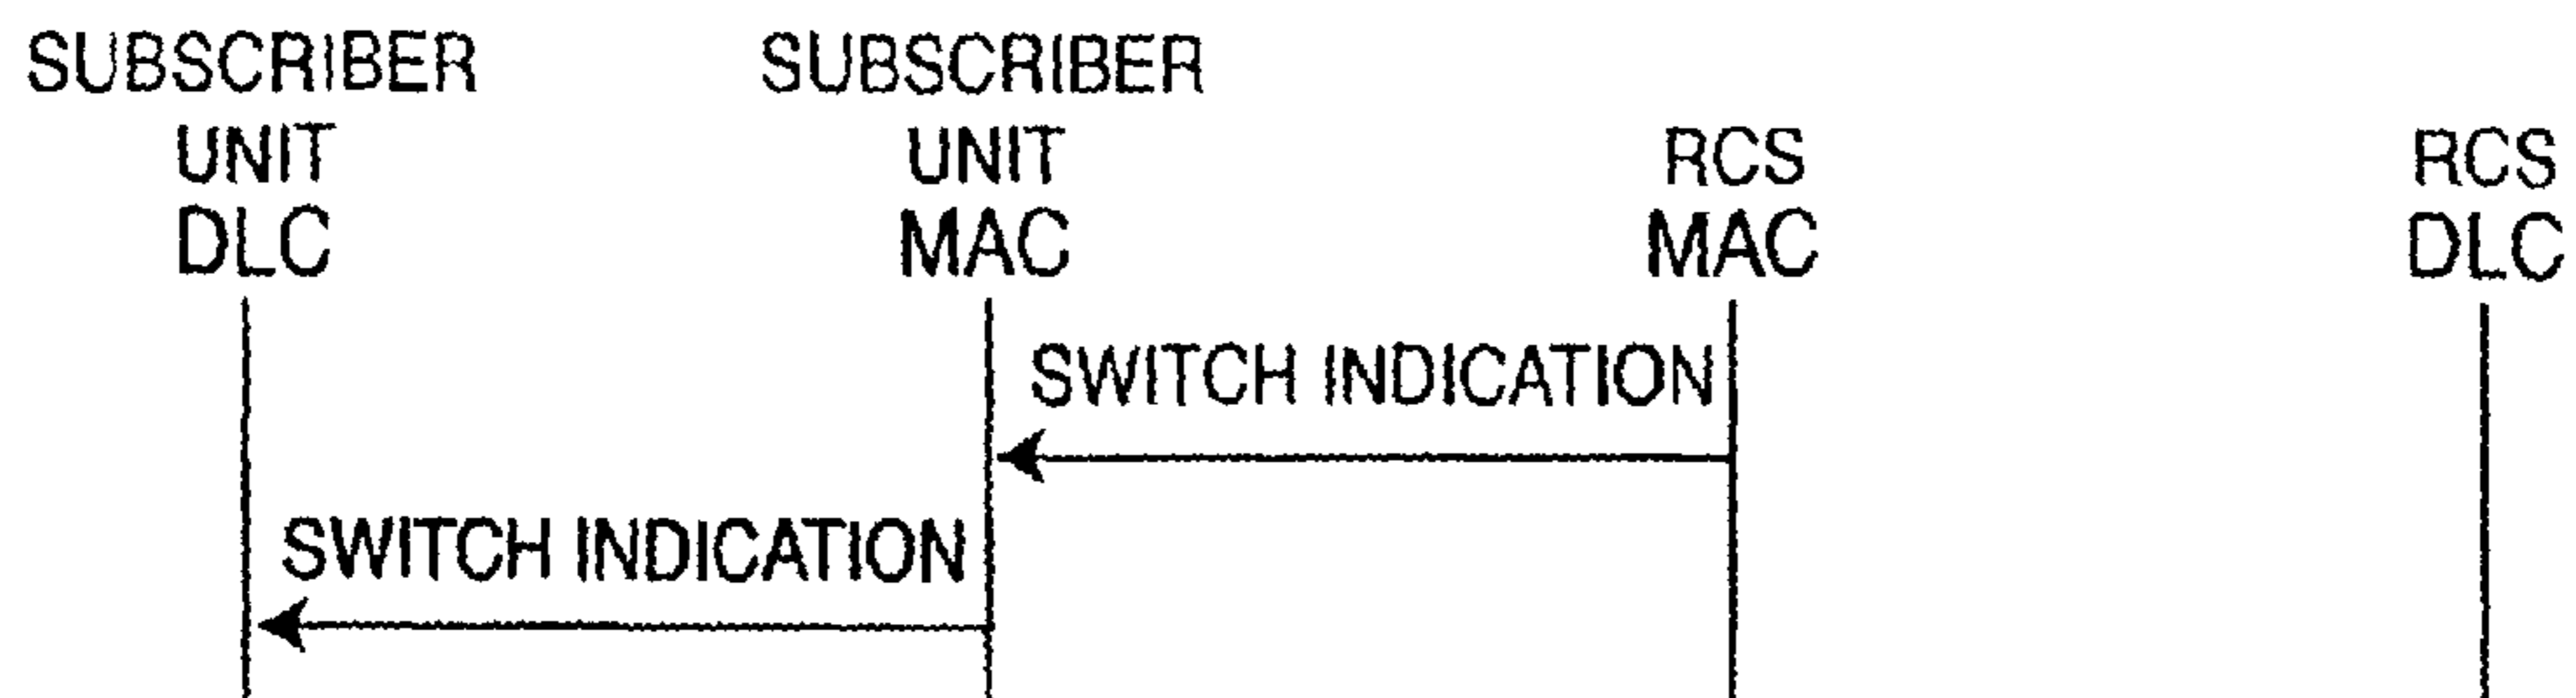 SUBSCRIBER
UNIT
DLC
SUBSCRIBER
UNIT
MAC
RCS
MAC
RCS
DLC
SWITCH INDICATION
SWITCH INDICATION